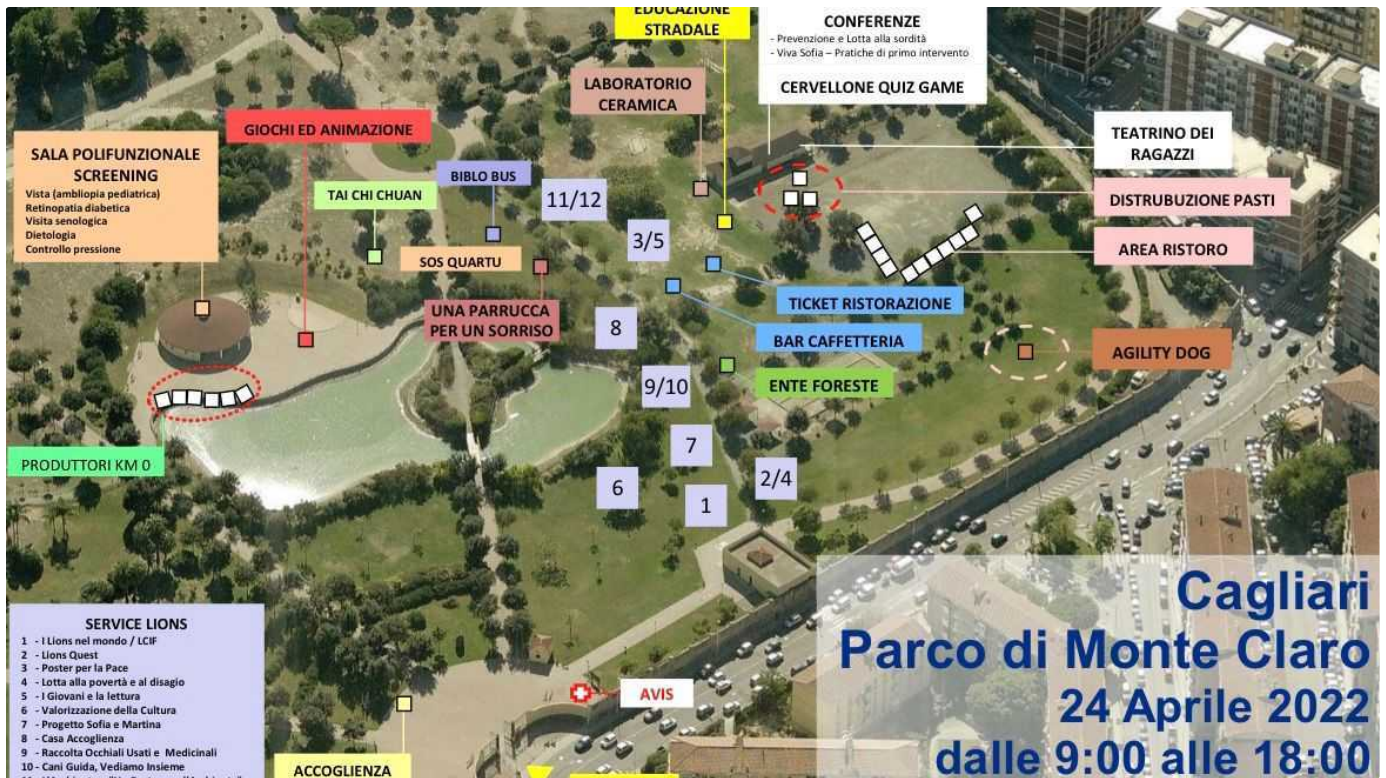 EDUCAZIONE
STRADALE
CONFERENZE
- Prevenzione e Lotta alla sordità
- Viva Sofia – Pratiche di primo intervento
CERVELLONE QUIZ GAME
LABORATORIO
CERAMICA
GIOCHI ED ANIMAZIONE
TEATRINO DEI
RAGAZZI
SALA POLIFUNZIONALE
SCREENING
Vista (ambliopia pediatrica)
Retinopatia diabetica
Visita senologica
Dietologia
Controllo pressione
BIBLO BUS
TAI CHI CHUAN
11/12
DISTRUBUZIONE PASTI
3/5
AREA RISTORO
SOS QUARTU
UNA PARRUCCA
PER UN SORRISO
TICKET RISTORAZIONE
8
BAR CAFFETTERIA
AGILITY DOG
9/10
ENTE FORESTE
7
PRODUTTORI KM 0
6
2/4
1
Cagliari
Parco di Monte Claro
24 Aprile 2022
dalle 9:00 alle 18:00
SERVICE LIONS
1 - I Lions nel mondo / LCIF
2 - Lions Quest
3 - Poster per la Pace
4 - Lotta alla povertà e al disagio
5 - I Giovani e la lettura
6 - Valorizzazione della Cultura
7 - Progetto Sofia e Martina
8 - Casa Accoglienza
9 - Raccolta Occhiali Usati e Medicinali
10 - Cani Guida, Vediamo Insieme
AVIS
ACCOGLIENZA